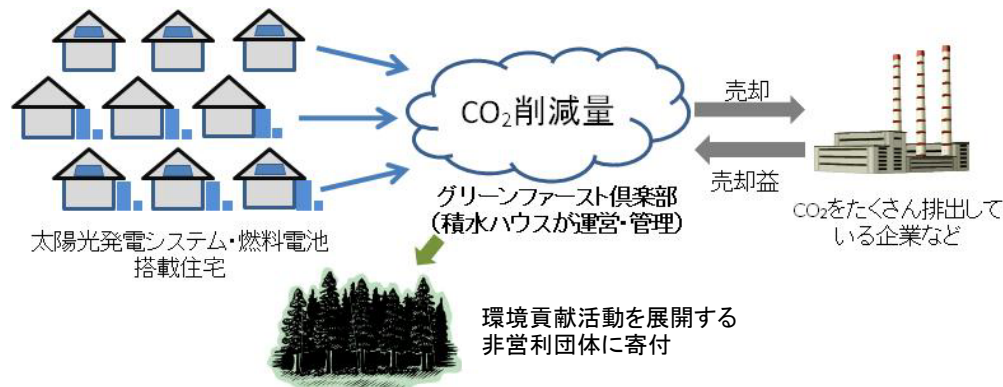 CO₂削減量
売却
売却益
グリーンファースト倶楽部
(積水ハウスが運営・管理)
CO₂をたくさん排出して
いる企業など
太陽光発電システム・燃料電池
搭載住宅
環境貢献活動を展開する
非営利団体に寄付